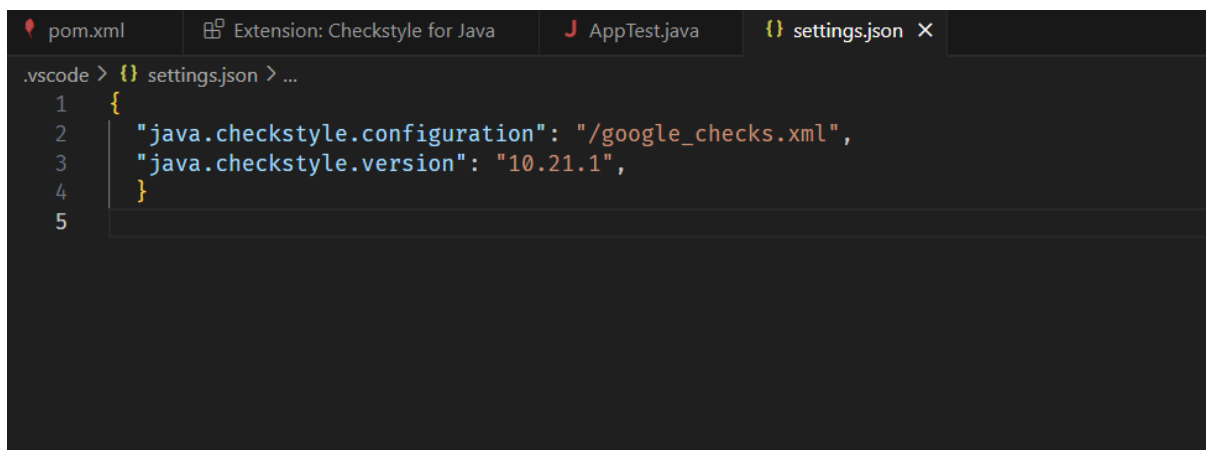 pom.xml Extension: Checkstyle for Java J AppTest.java {} settings.json ×
.vscode > {} settings.json > ...
1 {
2 "java.checkstyle.configuration": "/google_checks.xml",
3 "java.checkstyle.version": "10.21.1",
4 }
5